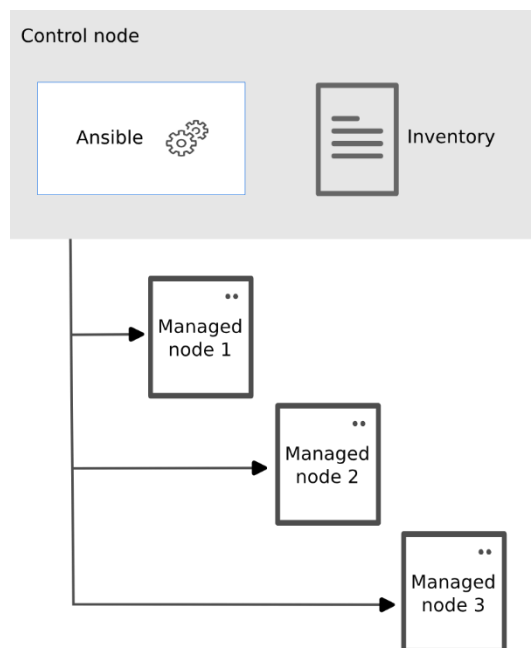 Control node
Ansible
Inventory
Managed
node 1
Managed
node 2
Managed
node 3